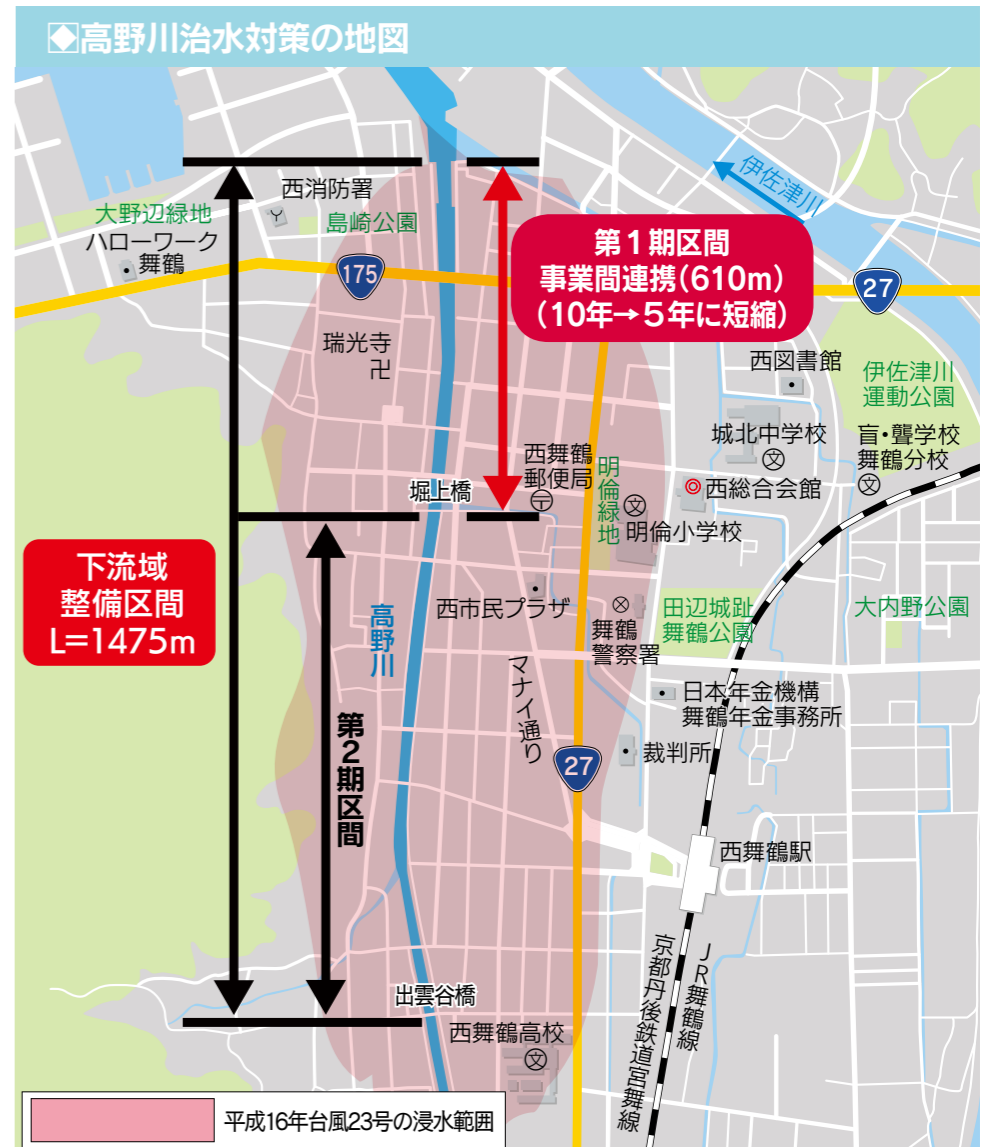 ◆高野川治水対策の地図
伊佐津川
西消防署
大野辺緑地
島崎公園
ハローワーク
舞鶴
175
第1期区間
事業間連携(610m)
(10年→5年に短縮)
27
瑞光寺
西図書館
伊佐津川
運動公園
城北中学校
盲・聾学校
舞鶴分校
文
文
西舞鶴
郵便局
明倫緑地
堀上橋
西総合会館
文
明倫小学校
下流域
整備区間
L=1475m
高野川
西市民プラザ
舞鶴
警察署
田辺城趾
舞鶴公園
大内野公園
マナイ通り
日本年金機構
舞鶴年金事務所
第2期区間
27
裁判所
西舞鶴駅
出雲谷橋
西舞鶴高校
文
JR舞鶴線
京都丹後鉄道宮舞線
平成16年台風23号の浸水範囲